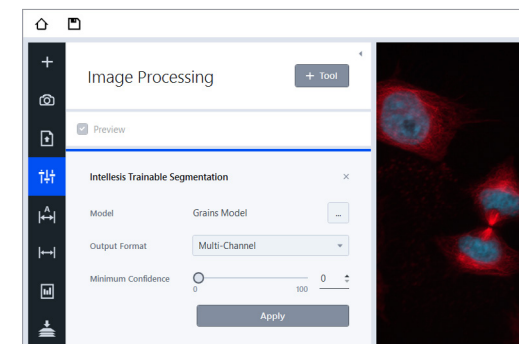 Image Processing
+ Tool
Preview
Intellesis Trainable Segmentation
Model Grains Model ...
Output Format Multi-Channel
Minimum Confidence 0
0 100
Apply